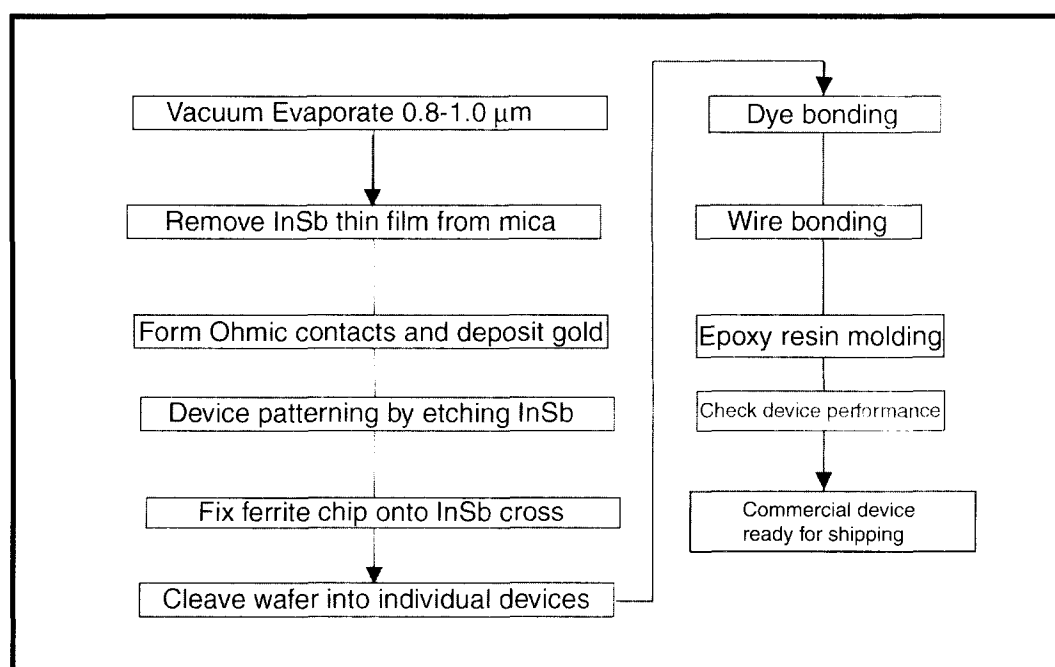 Vacuum Evaporate 0.8-1.0 μm
Remove InSb thin film from mica
Form Ohmic contacts and deposit gold
Device patterning by etching InSb
Fix ferrite chip onto InSb cross
Cleave wafer into individual devices
Dye bonding
Wire bonding
Epoxy resin molding
Check device performance
Commercial device
ready for shipping